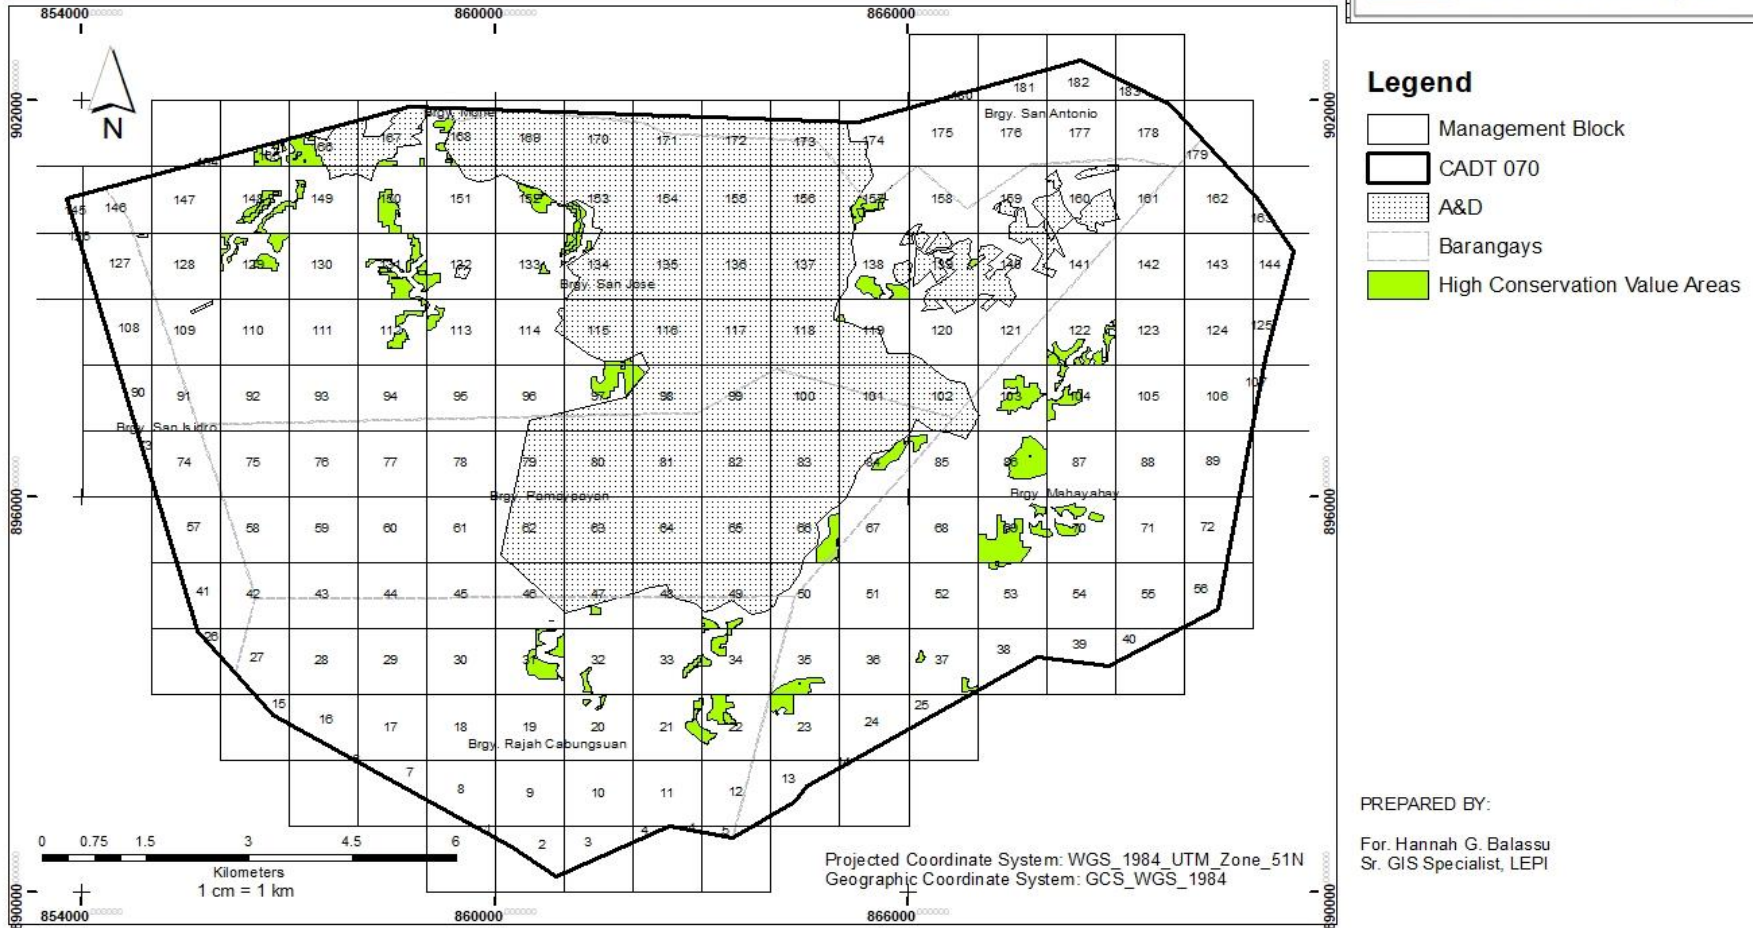 854000
860000
866000
902000
902000
N
Legend
Management Block
CADT 070
A&D
Barangays
High Conservation Value Areas
181 182
Brgy. San Antonio
175 176 177 178
167 168 169 170 171 172 173 174
179
145 146 147 148 149 150 151 152 153 154 155 156 157 158 159 160 161 162 163
127 128 129 130 131 132 133 134 135 136 137 138 139 140 141 142 143 144
Brgy. San Jose
108 109 110 111 112 113 114 115 116 117 118 119 120 121 122 123 124 125
90 91 92 93 94 95 96 97 98 99 100 101 102 103 104 105 106 107
Brgy. San Isidro
73 74 75 76 77 78 79 80 81 82 83 84 85 86 87 88 89
896000
Brgy. Pamaypayan
Brgy. Mahayahay
896000
57 58 59 60 61 62 63 64 65 66 67 68 69 70 71 72
41 42 43 44 45 46 47 48 49 50 51 52 53 54 55 56
26 27 28 29 30 31 32 33 34 35 36 37 38 39 40
15 16 17 18 19 20 21 22 23 24 25
Brgy. Rajah Cabungsuan
7 8 9 10 11 12 13
2 3 4 5
0 0.75 1.5 3 4.5 6
Kilometers
1 cm = 1 km
Projected Coordinate System: WGS_1984_UTM_Zone_51N
Geographic Coordinate System: GCS_WGS_1984
PREPARED BY:
For. Hannah G. Balassu
Sr. GIS Specialist, LEPI
854000
860000
866000